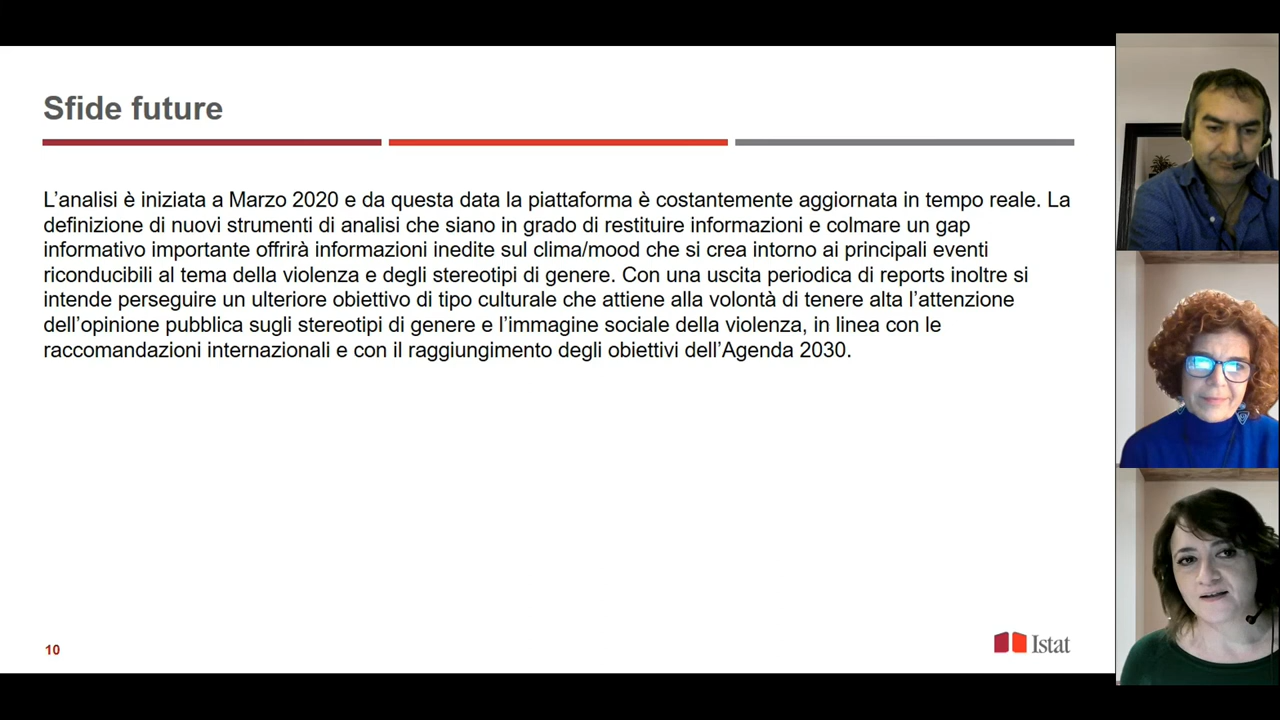 Sfide future
L’analisi è iniziata a Marzo 2020 e da questa data la piattaforma è costantemente aggiornata in tempo reale. La
definizione di nuovi strumenti di analisi che siano in grado di restituire informazioni e colmare un gap
informativo importante offrirà informazioni inedite sul clima/mood che si crea intorno ai principali eventi
riconducibili al tema della violenza e degli stereotipi di genere. Con una uscita periodica di reports inoltre si
intende perseguire un ulteriore obiettivo di tipo culturale che attiene alla volontà di tenere alta l’attenzione
dell’opinione pubblica sugli stereotipi di genere e l’immagine sociale della violenza, in linea con le
raccomandazioni internazionali e con il raggiungimento degli obiettivi dell’Agenda 2030.
10
Istat